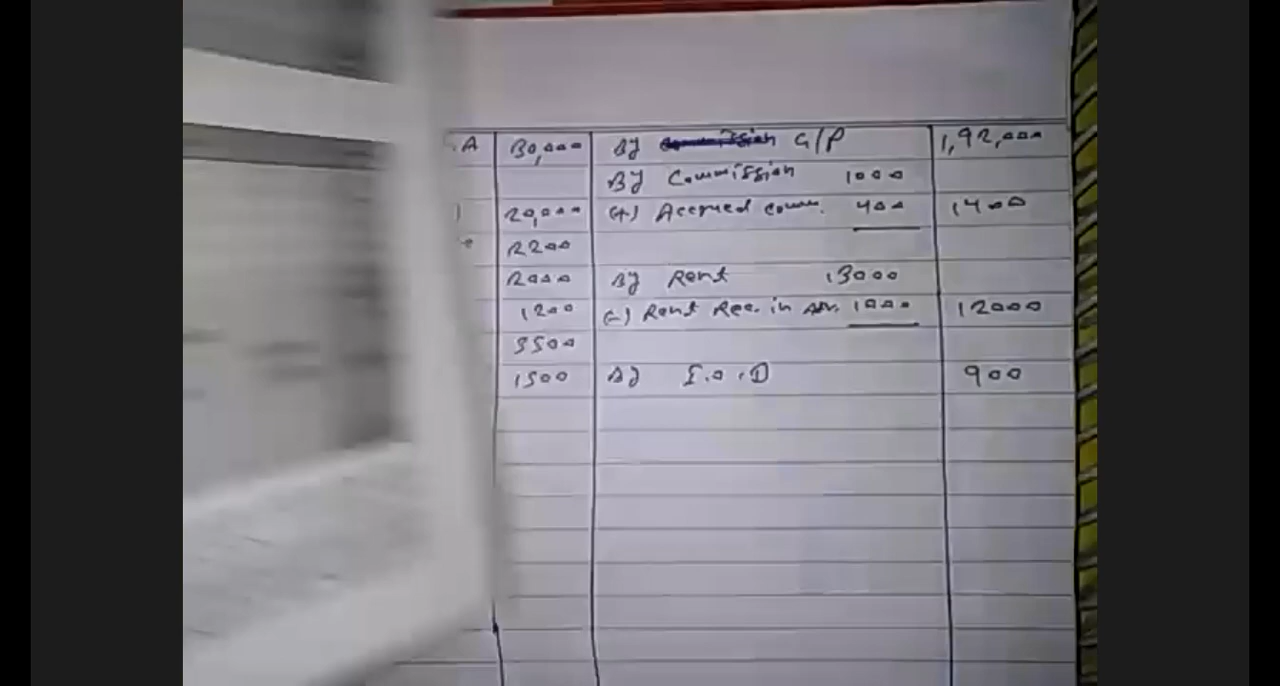 .A 30,000 By G/P 1,92,000
By Commission 1000
20,000 (+) Accrued comm. 400 1400
2200
2000 By Rent 13000
1200 (-) Rent Rec. in Adv. 1000 12000
3500
1500 By I.O.D 900